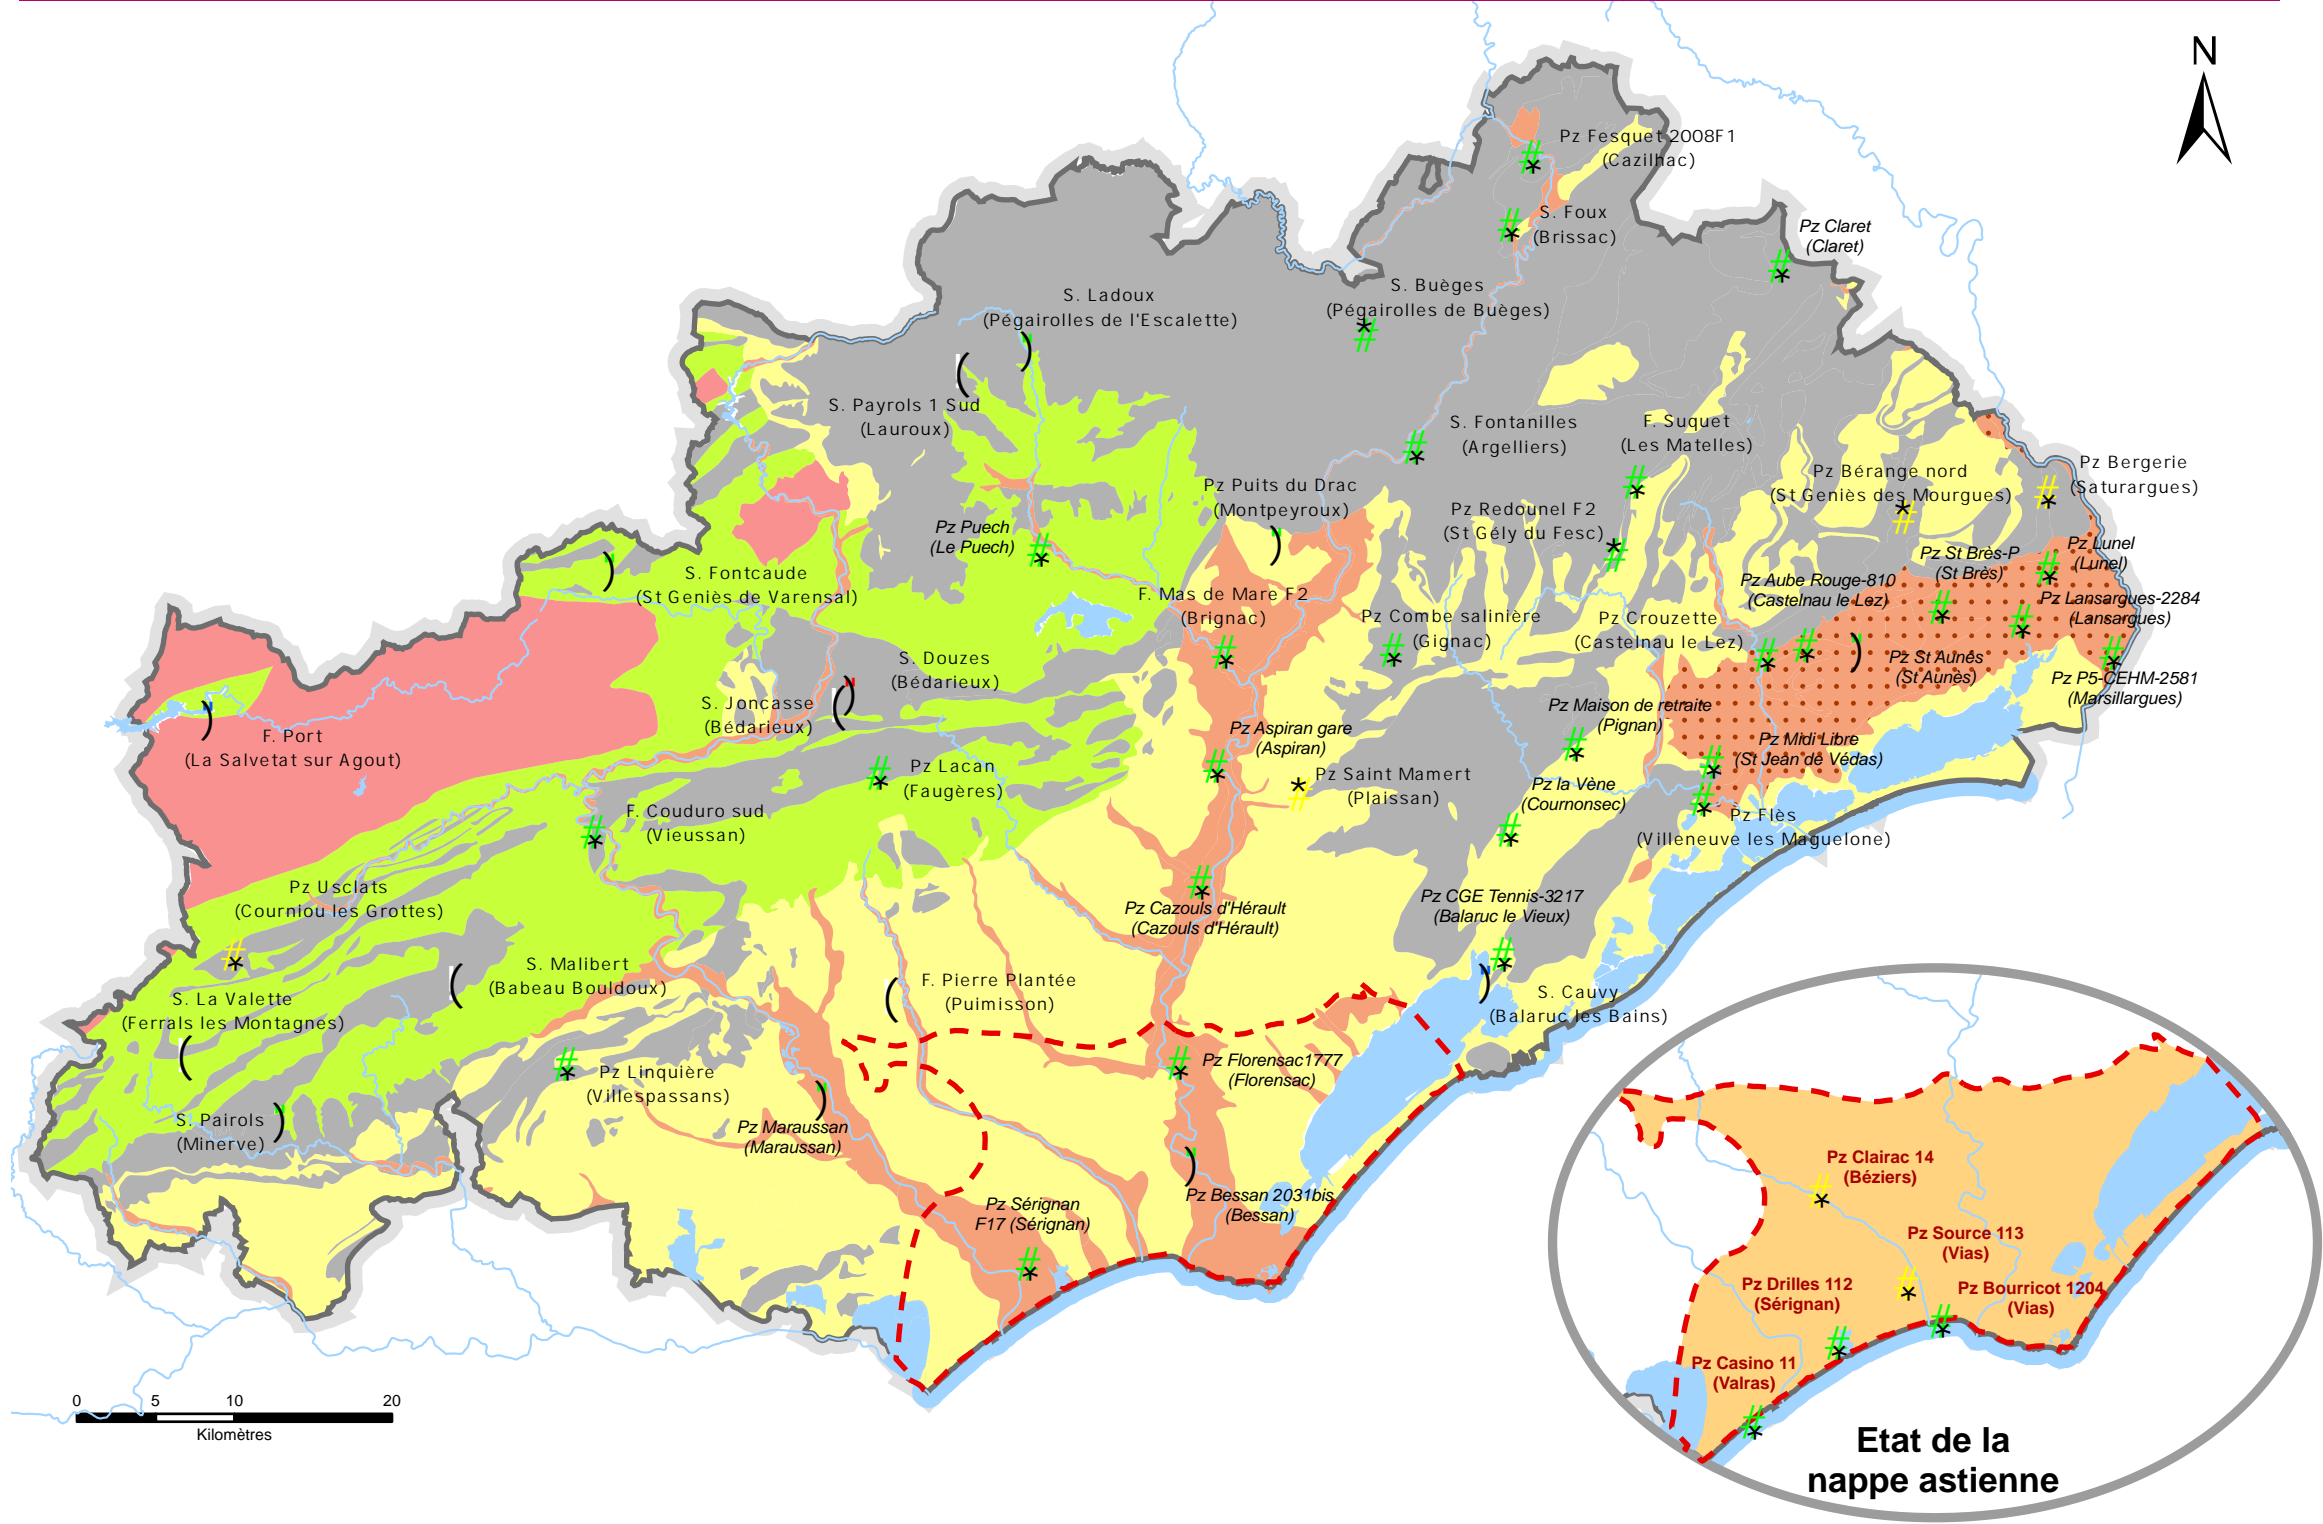 N
Pz Fesquet 2008F1
(Cazilhac)
S. Foux
(Brissac)
Pz Claret
(Claret)
S. Buèges
(Pégairolles de Buèges)
S. Ladoux
(Pégairolles de l'Escalette)
S. Payrols 1 Sud
(Lauroux)
S. Fontanilles
(Argelliers)
F. Suquet
(Les Matelles)
Pz Bérange nord
(St Geniès des Mourgues)
Pz Bergerie
(Saturargues)
Pz Puits du Drac
(Montpeyroux)
Pz Redounel F2
(St Gély du Fesc)
Pz Puech
(Le Puech)
Pz St Brès-P
(St Brès)
Pz Lunel
(Lunel)
S. Fontcaude
(St Geniès de Varensal)
F. Mas de Mare F2
(Brignac)
Pz Combe salinière
(Gignac)
Pz Crouzette
(Castelnau le Lez)
Pz Aube Rouge-810
(Castelnau le Lez)
Pz Lansargues-2284
(Lansargues)
S. Douzes
(Bédarieux)
Pz St Aunès
(St Aunès)
Pz P5-CEHM-2581
(Marsillargues)
S. Joncasse
(Bédarieux)
Pz Maison de retraite
(Pignan)
F. Port
(La Salvetat sur Agout)
Pz Aspiran gare
(Aspiran)
Pz Midi Libre
(St Jean de Védas)
Pz Lacan
(Faugères)
Pz Saint Mamert
(Plaissan)
Pz la Vène
(Cournonsec)
F. Couduro sud
(Vieussan)
Pz Flès
(Villeneuve les Maguelone)
Pz Usclats
(Courniou les Grottes)
Pz Cazouls d'Hérault
(Cazouls d'Hérault)
Pz CGE Tennis-3217
(Balaruc le Vieux)
S. Malibert
(Babeau Bouldoux)
F. Pierre Plantée
(Puimisson)
S. Cauvy
(Balaruc les Bains)
S. La Valette
(Ferrals les Montagnes)
Pz Linquière
(Villespassans)
Pz Florensac1777
(Florensac)
S. Pairols
(Minerve)
Pz Maraussan
(Maraussan)
Pz Sérignan
F17 (Sérignan)
Pz Bessan 2031bis
(Bessan)
Pz Clairac 14
(Béziers)
Pz Source 113
(Vias)
Pz Drilles 112
(Sérignan)
Pz Bourricot 1204
(Vias)
Pz Casino 11
(Valras)
0 5 10 20
Kilomètres
Etat de la
nappe astienne